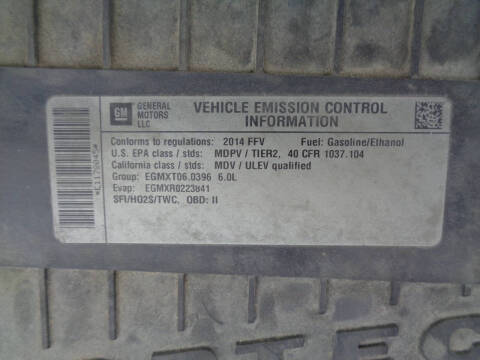 GM
GENERAL MOTORS LLC
VEHICLE EMISSION CONTROL INFORMATION
Conforms to regulations: 2014 FFV Fuel: Gasoline/Ethanol
U.S. EPA class / stds: MDPV / TIER2, 40 CFR 1037.104
California class / stds: MDV / ULEV qualified
Group: EGMXT06.0396 6.0L
Evap: EGMXR0223841
SFI/HO2S/TWC, OBD: II